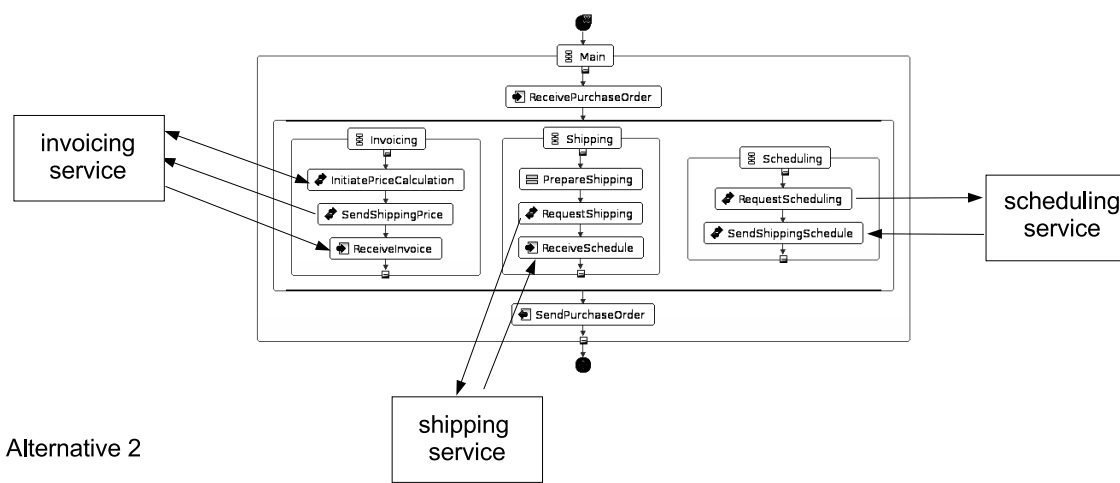 Main
ReceivePurchaseOrder
invoicing
service
Invoicing
InitiatePriceCalculation
SendShippingPrice
ReceiveInvoice
Shipping
PrepareShipping
RequestShipping
ReceiveSchedule
Scheduling
RequestScheduling
SendShippingSchedule
scheduling
service
SendPurchaseOrder
shipping
service
Alternative 2